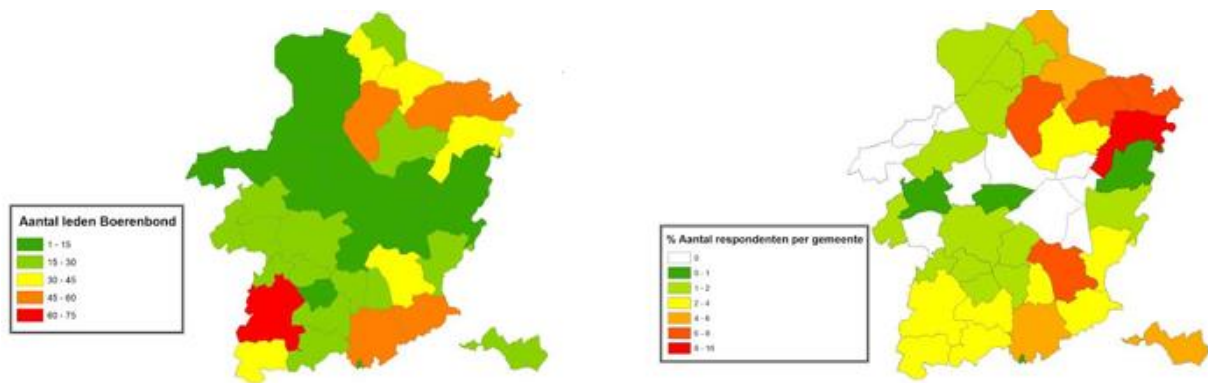 Aantal leden Boerenbond
1 - 15
15 - 30
30 - 45
45 - 60
60 - 75
% Aantal respondenten per gemeente
0
0 - 1
1 - 2
2 - 4
4 - 6
6 - 8
8 - 10